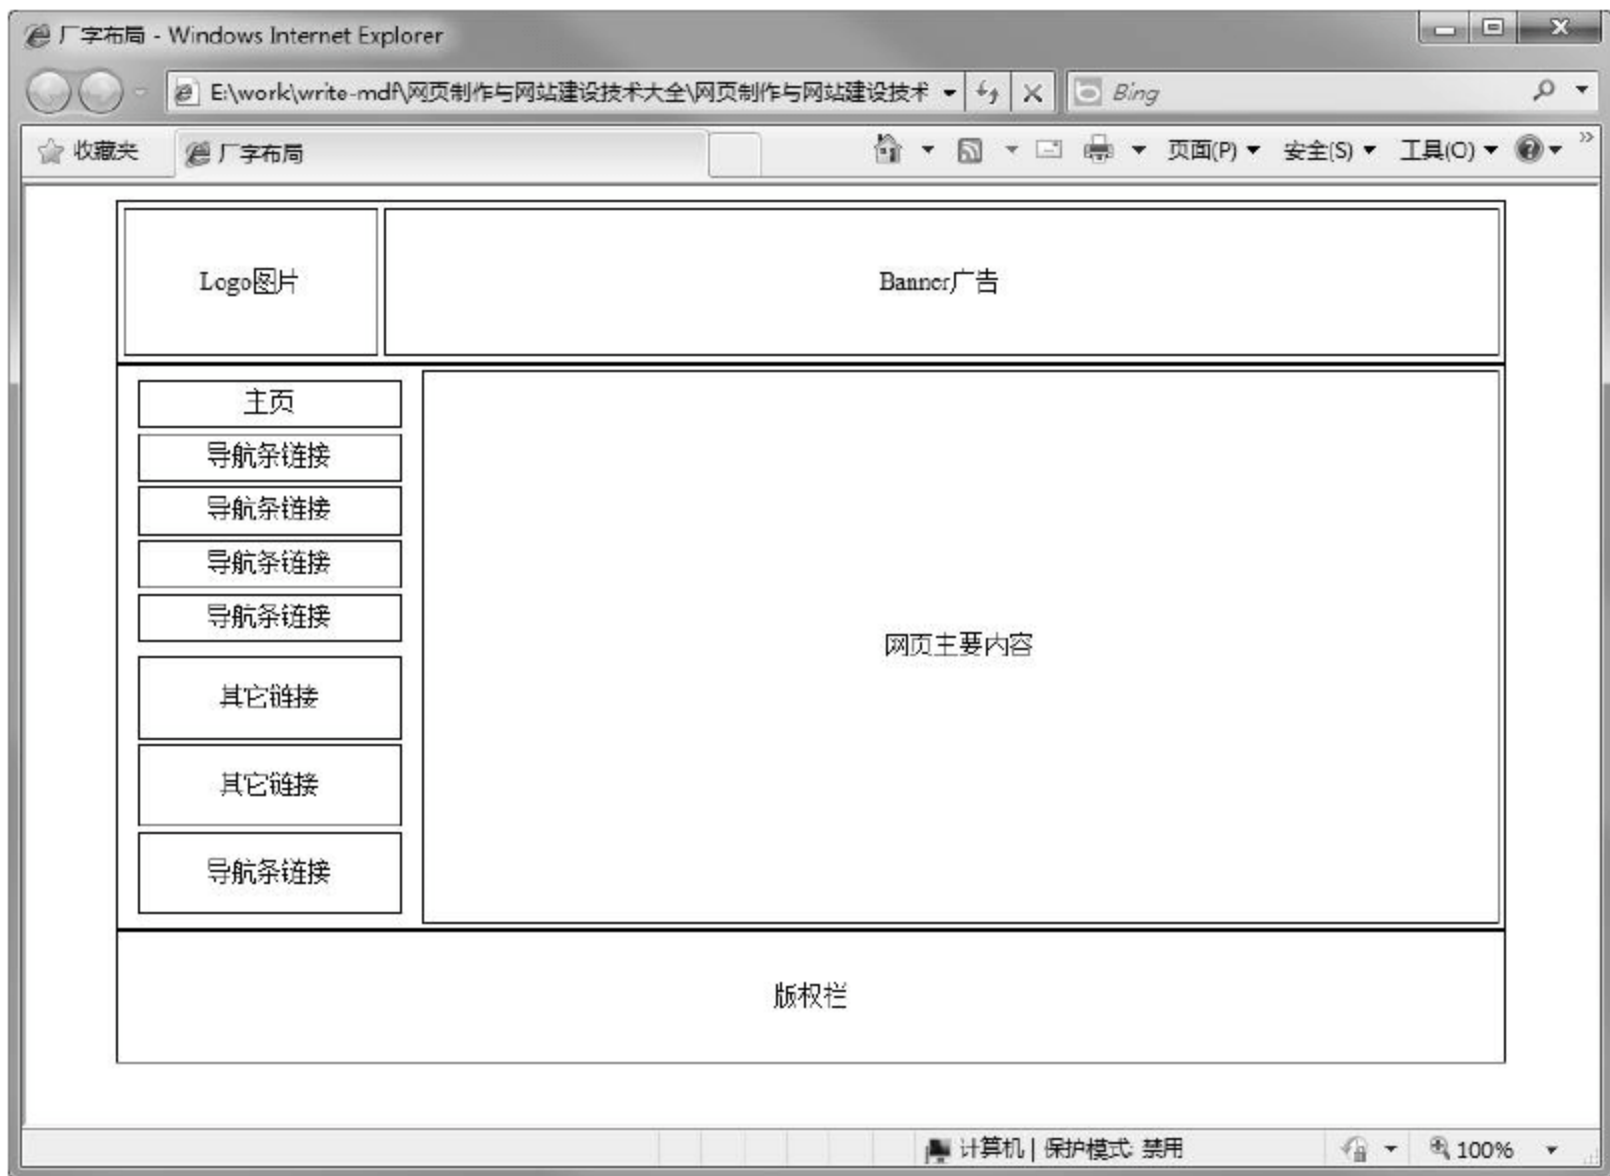 厂字布局 - Windows Internet Explorer
E:\work\write-mdf\网页制作与网站建设技术大全\网页制作与网站建设技术
Bing
收藏夹
厂字布局
页面(P)
安全(S)
工具(O)
Logo图片
Banner广告
主页
导航条链接
导航条链接
导航条链接
导航条链接
其它链接
其它链接
导航条链接
网页主要内容
版权栏
计算机 | 保护模式: 禁用
100%